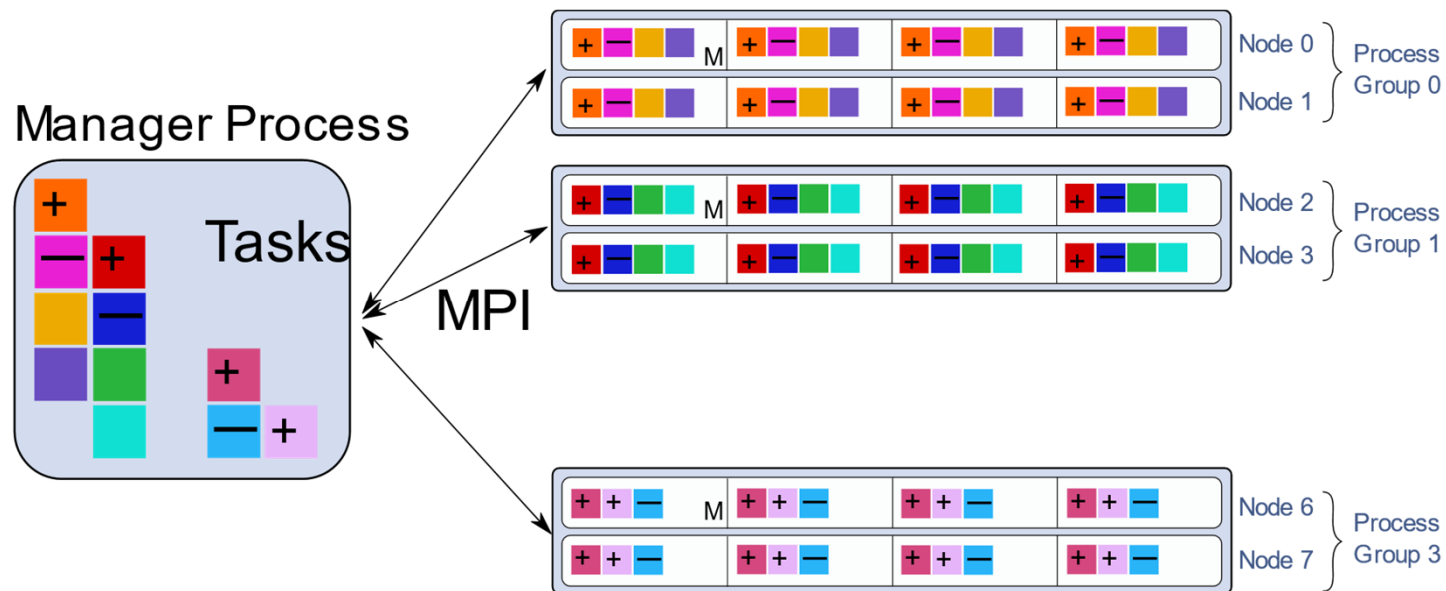 Manager Process
+
— +
Tasks
—
+
— +
MPI
+ — M + — + — + — Node 0
+ — + — + — + — Node 1
Process
Group 0
+ — M + — + — + — Node 2
+ — + — + — + — Node 3
Process
Group 1
+ + — M + + — + + — + + — Node 6
+ + — + + — + + — + + — Node 7
Process
Group 3